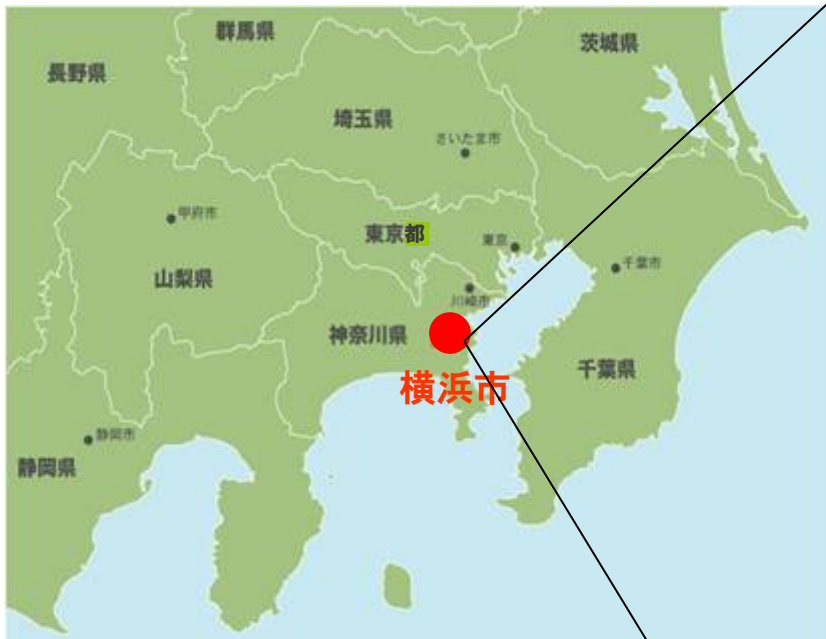 群馬県
茨城県
長野県
埼玉県
さいたま市
甲府市
東京都
東京
千葉市
山梨県
川崎市
神奈川県
千葉県
横浜市
静岡市
静岡県